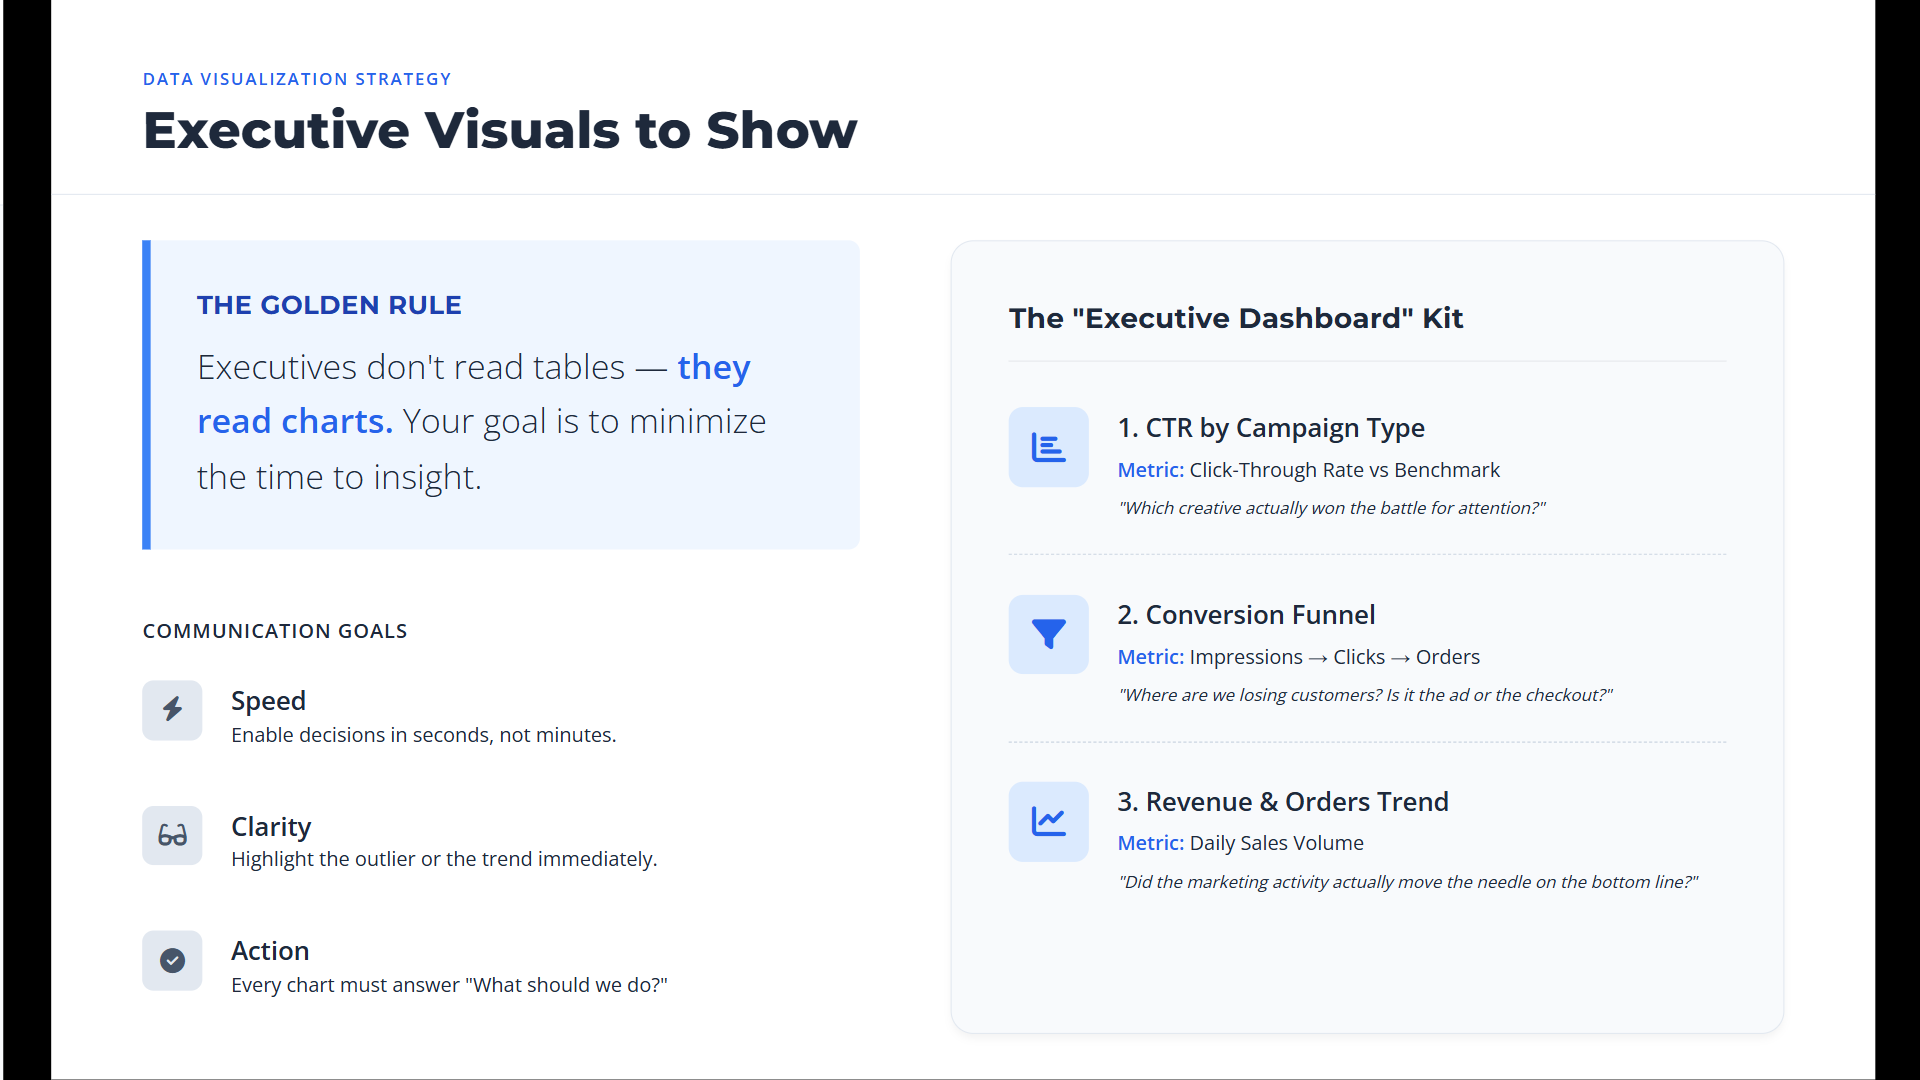 DATA VISUALIZATION STRATEGY
Executive Visuals to Show
THE GOLDEN RULE
Executives don't read tables — they
read charts. Your goal is to minimize
the time to insight.
COMMUNICATION GOALS
Speed
Enable decisions in seconds, not minutes.
Clarity
Highlight the outlier or the trend immediately.
Action
Every chart must answer "What should we do?"
The "Executive Dashboard" Kit
1. CTR by Campaign Type
Metric: Click-Through Rate vs Benchmark
"Which creative actually won the battle for attention?"
2. Conversion Funnel
Metric: Impressions → Clicks → Orders
"Where are we losing customers? Is it the ad or the checkout?"
3. Revenue & Orders Trend
Metric: Daily Sales Volume
"Did the marketing activity actually move the needle on the bottom line?"